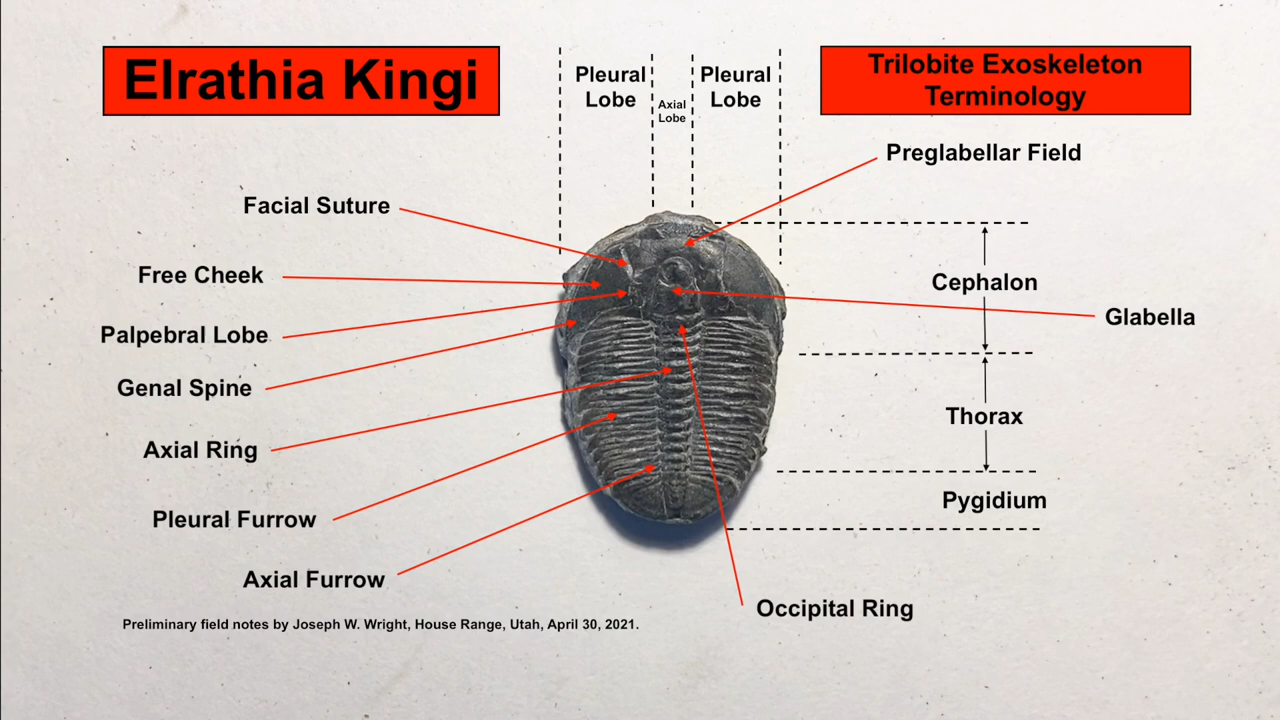 Elrathia Kingi
Trilobite Exoskeleton
Terminology
Pleural
Lobe
Axial
Lobe
Pleural
Lobe
Preglabellar Field
Facial Suture
Free Cheek
Palpebral Lobe
Genal Spine
Axial Ring
Pleural Furrow
Axial Furrow
Cephalon
Glabella
Thorax
Pygidium
Occipital Ring
Preliminary field notes by Joseph W. Wright, House Range, Utah, April 30, 2021.